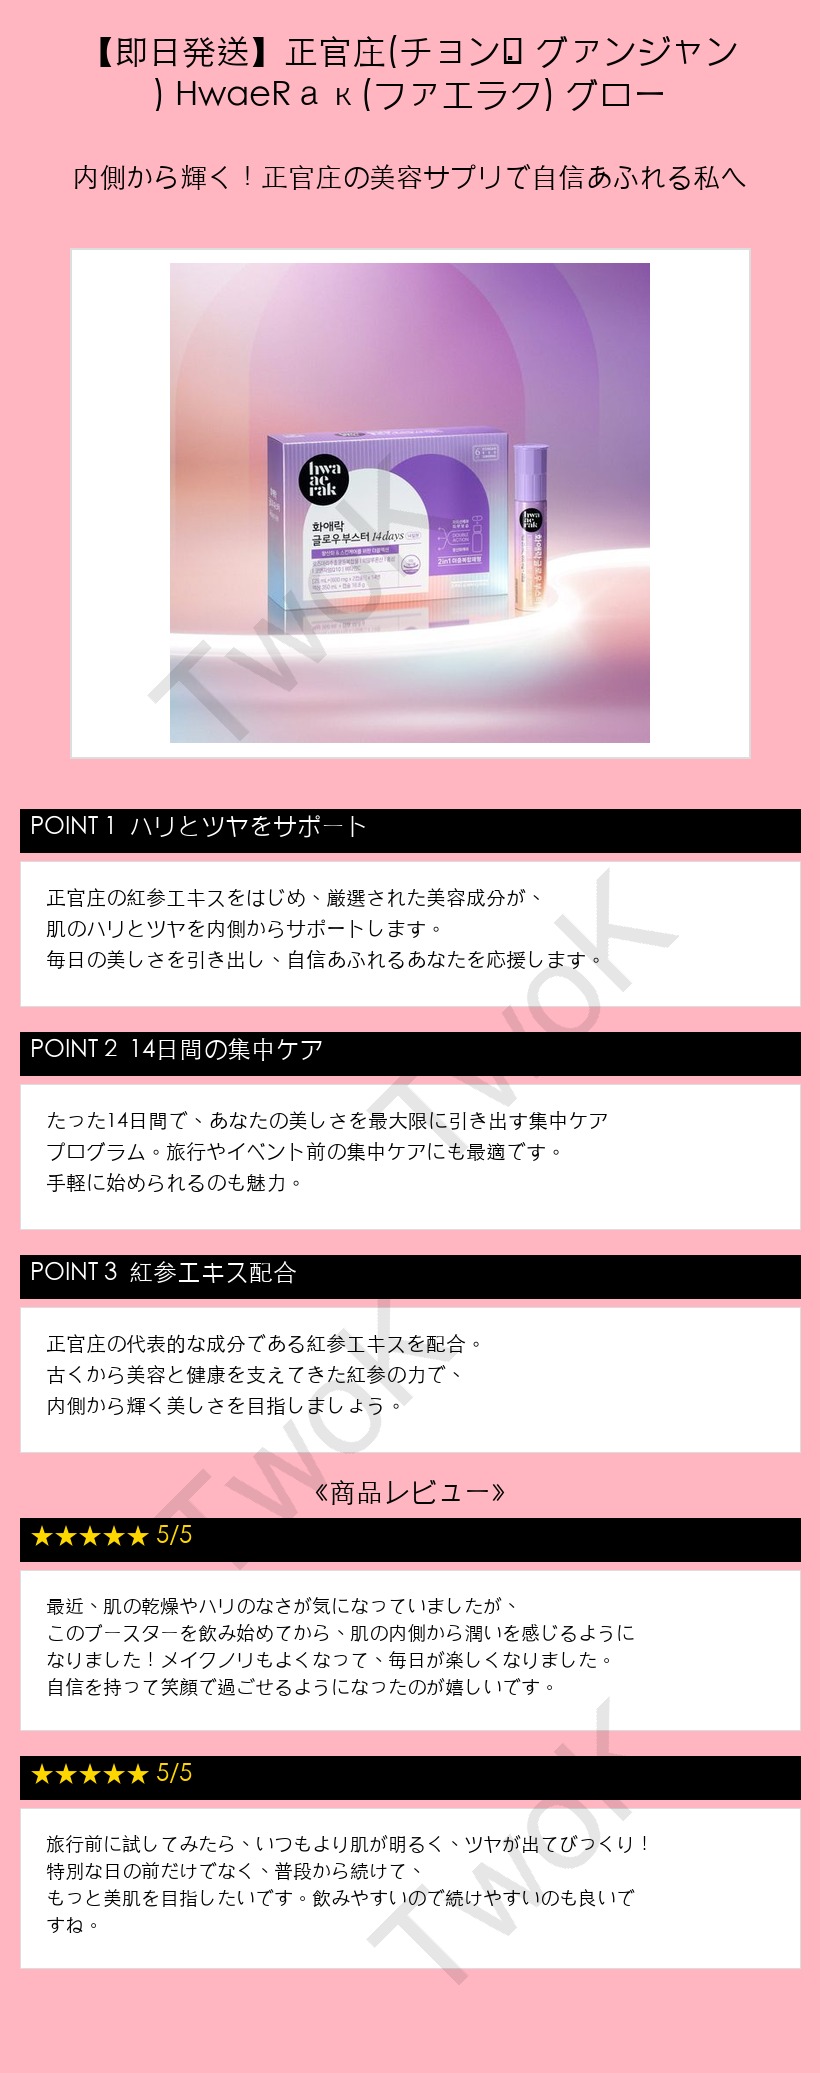 【即日発送】正官庄(チョン グァンジャン
) HwaeRａκ(ファエラク) グロー
内側から輝く！正官庄の美容サプリで自信あふれる私へ
hwa
ae
rak
화애락
글로우부스터 14days
DOUBLE
ACTION
2in1 이중복합제형
hwa
ae
rak
화애락 글로우부스터
POINT 1 ハリとツヤをサポート
正官庄の紅参エキスをはじめ、厳選された美容成分が、
肌のハリとツヤを内側からサポートします。
毎日の美しさを引き出し、自信あふれるあなたを応援します。
POINT 2 14日間の集中ケア
たった14日間で、あなたの美しさを最大限に引き出す集中ケア
プログラム。旅行やイベント前の集中ケアにも最適です。
手軽に始められるのも魅力。
POINT 3 紅参エキス配合
正官庄の代表的な成分である紅参エキスを配合。
古くから美容と健康を支えてきた紅参の力で、
内側から輝く美しさを目指しましょう。
《商品レビュー》
★★★★★ 5/5
最近、肌の乾燥やハリのなさが気になっていましたが、
このブースターを飲み始めてから、肌の内側から潤いを感じるように
なりました！メイクノリもよくなって、毎日が楽しくなりました。
自信を持って笑顔で過ごせるようになったのが嬉しいです。
★★★★★ 5/5
旅行前に試してみたら、いつもより肌が明るく、ツヤが出てびっくり！
特別な日の前だけでなく、普段から続けて、
もっと美肌を目指したいです。飲みやすいので続けやすいのも良いで
すね。
TwoK
TwoK
TwoK
TwoK